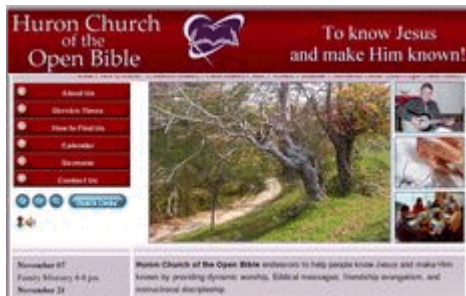 Huron Church
of the
Open Bible
To know Jesus
and make Him known!
About Us
Service Times
How to Find Us
Calendar
Sermons
Contact Us
November 07
Family Ministry 4-6 pm
November 21
Huron Church of the Open Bible endeavors to help people know Jesus and make Him
known by providing dynamic worship, Biblical messages, friendship evangelism, and
instructional discipleship.